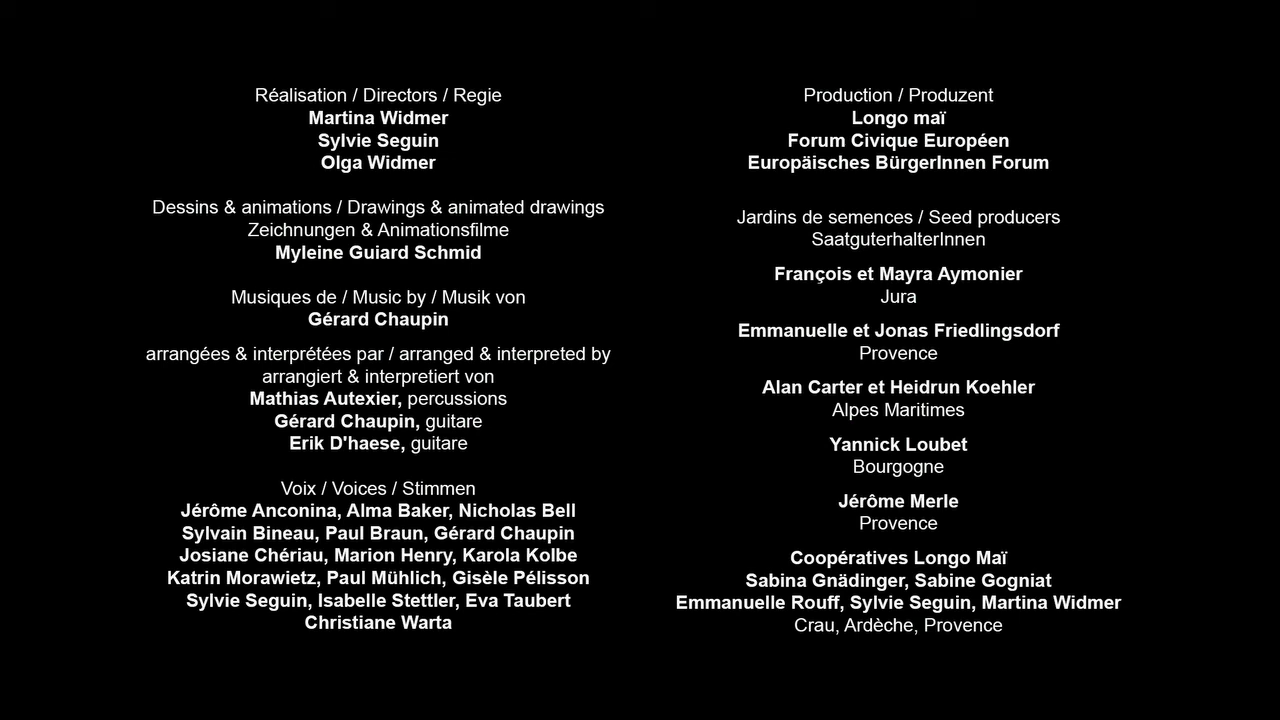 Réalisation / Directors / Regie
Martina Widmer
Sylvie Seguin
Olga Widmer
Dessins & animations / Drawings & animated drawings
Zeichnungen & Animationsfilme
Myleine Guiard Schmid
Musiques de / Music by / Musik von
Gérard Chaupin
arrangées & interprétées par / arranged & interpreted by
arrangiert & interpretiert von
Mathias Autexier, percussions
Gérard Chaupin, guitare
Erik D'haese, guitare
Voix / Voices / Stimmen
Jérôme Anconina, Alma Baker, Nicholas Bell
Sylvain Bineau, Paul Braun, Gérard Chaupin
Josiane Chériau, Marion Henry, Karola Kolbe
Katrin Morawietz, Paul Mühlich, Gisèle Pélisson
Sylvie Seguin, Isabelle Stettler, Eva Taubert
Christiane Warta
Production / Produzent
Longo maï
Forum Civique Européen
Europäisches BürgerInnen Forum
Jardins de semences / Seed producers
SaatguterhalterInnen
François et Mayra Aymonier
Jura
Emmanuelle et Jonas Friedlingsdorf
Provence
Alan Carter et Heidrun Koehler
Alpes Maritimes
Yannick Loubet
Bourgogne
Jérôme Merle
Provence
Coopératives Longo Maï
Sabina Gnädinger, Sabine Gogniat
Emmanuelle Rouff, Sylvie Seguin, Martina Widmer
Crau, Ardèche, Provence